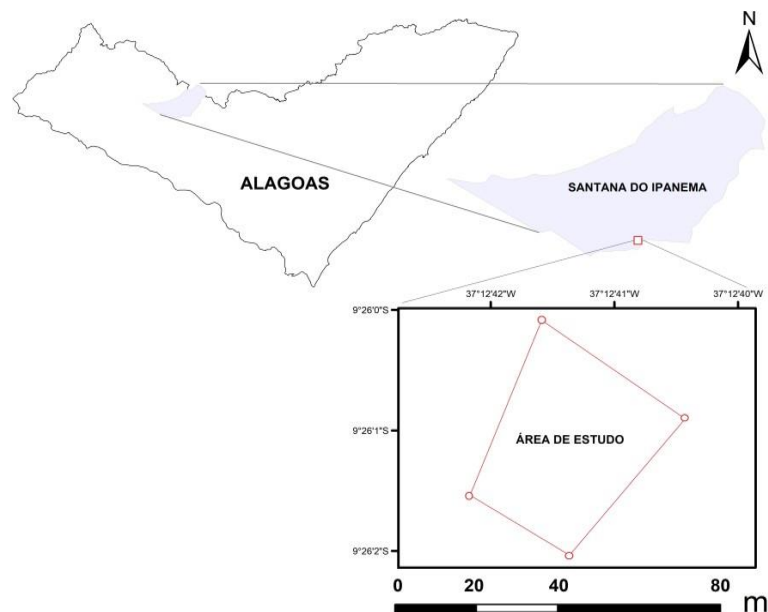 N
ALAGOAS
SANTANA DO IPANEMA
37°12'42"W 37°12'41"W 37°12'40"W
9°26'0"S
9°26'1"S
ÁREA DE ESTUDO
9°26'2"S
0 20 40 80
m